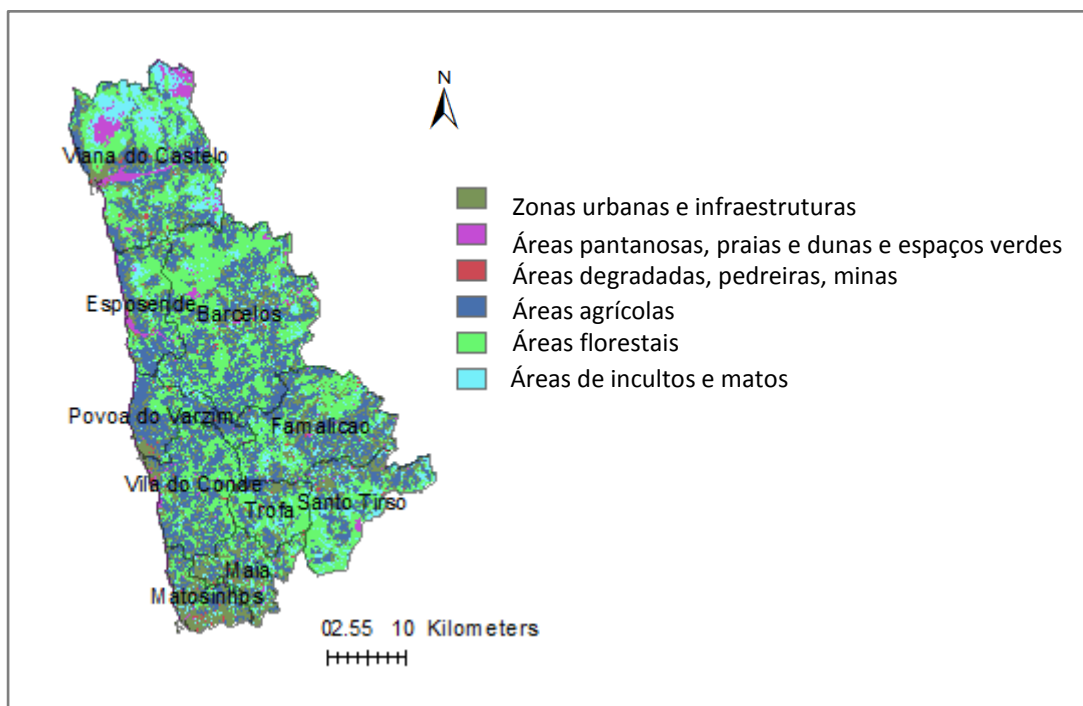 N
Viana do Castelo
Zonas urbanas e infraestruturas
Áreas pantanosas, praias e dunas e espaços verdes
Áreas degradadas, pedreiras, minas
Áreas agrícolas
Áreas florestais
Áreas de incultos e matos
Esposende
Barcelos
Povoa do Varzim
Famalicao
Vila do Conde
Trofa
Santo Tirso
Maia
Matosinhos
02.55 10 Kilometers